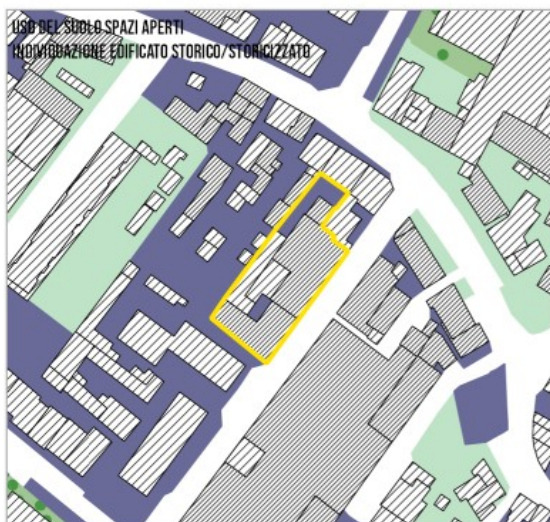 USO DEL SUOLO SPAZI APERTI
INDIVIDUAZIONE EDIFICATO STORICO/STORICIZZATO